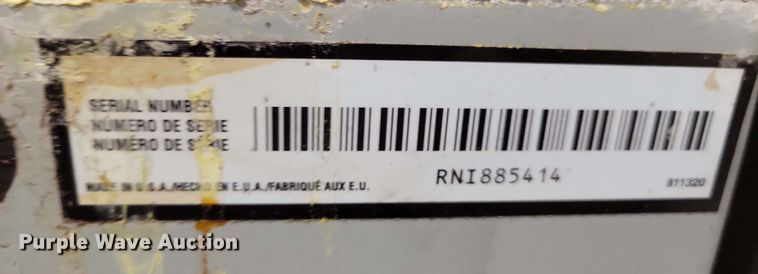 SERIAL NUMBER
NÚMERO DE SERIE
NUMÉRO DE SÉRIE
RNI885414
MADE IN U.S.A./HECHO EN E.U.A./FABRIQUÉ AUX E.U.
811320
Purple Wave Auction